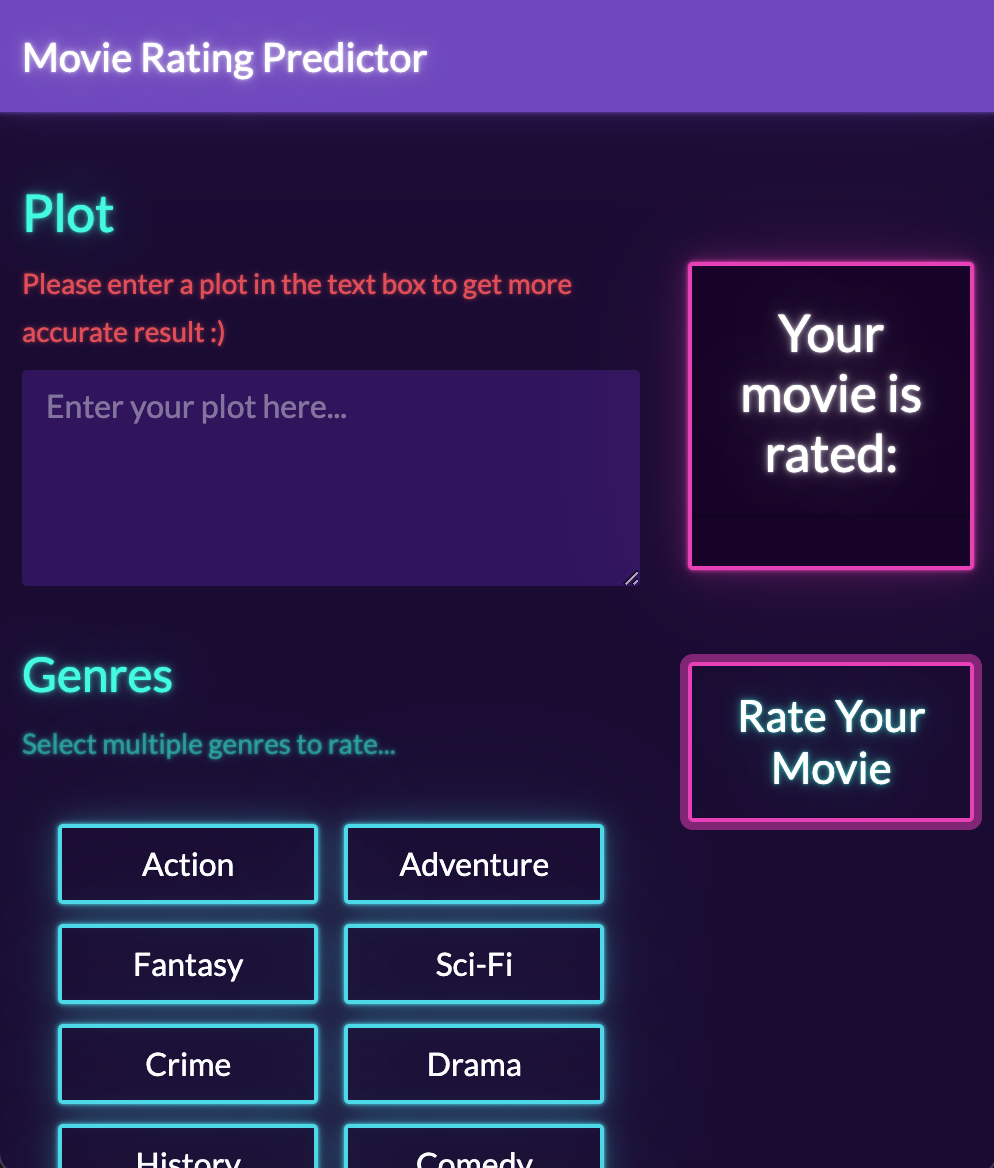 Movie Rating Predictor
Plot
Please enter a plot in the text box to get more
accurate result :)
Enter your plot here...
Your
movie is
rated:
Genres
Select multiple genres to rate...
Rate Your
Movie
Action
Adventure
Fantasy
Sci-Fi
Crime
Drama
History
Comedy